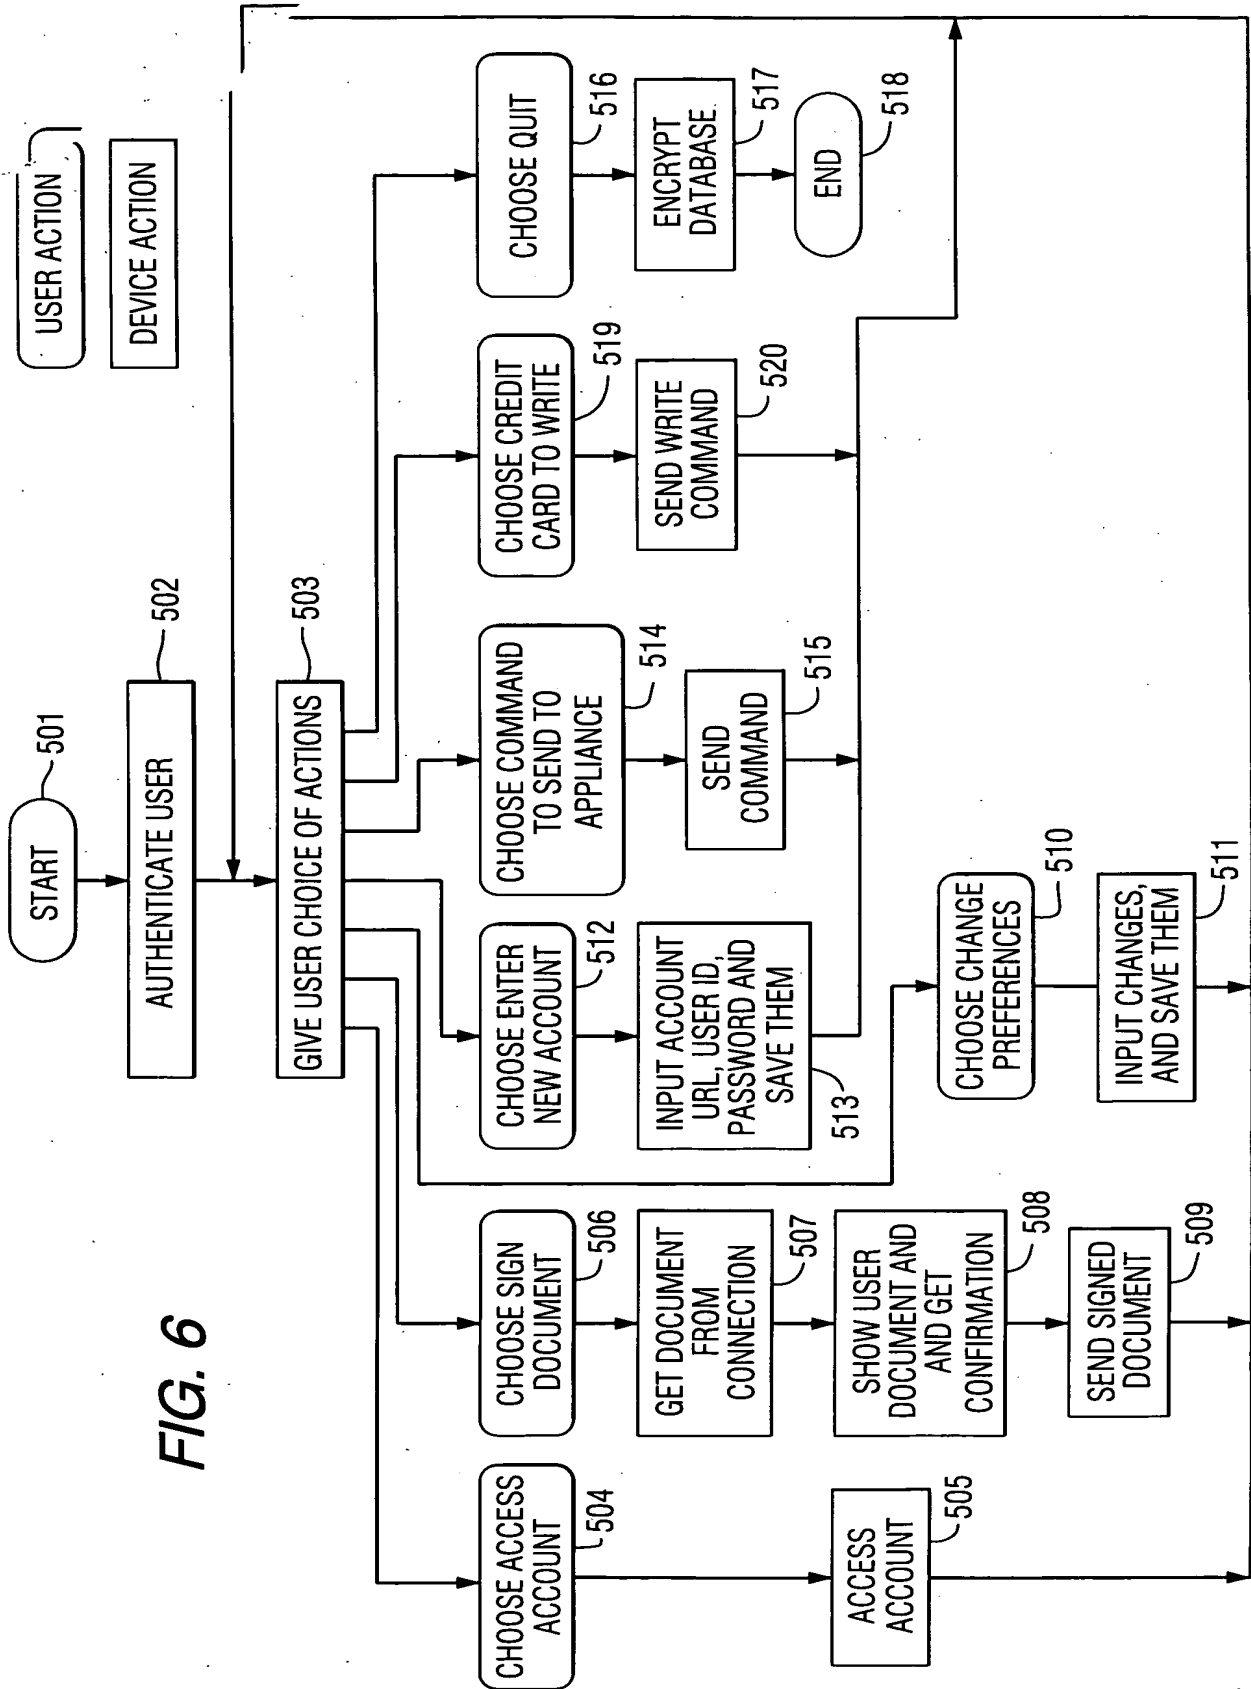 USER ACTION
DEVICE ACTION
START
501
AUTHENTICATE USER
502
GIVE USER CHOICE OF ACTIONS
503
CHOOSE ACCESS
ACCOUNT
504
ACCESS
ACCOUNT
505
CHOOSE SIGN
DOCUMENT
506
GET DOCUMENT
FROM
CONNECTION
507
SHOW USER
DOCUMENT AND
AND GET
CONFIRMATION
508
SEND SIGNED
DOCUMENT
509
CHOOSE CHANGE
PREFERENCES
510
INPUT CHANGES,
AND SAVE THEM
511
CHOOSE ENTER
NEW ACCOUNT
512
INPUT ACCOUNT
URL, USER ID,
PASSWORD AND
SAVE THEM
513
CHOOSE COMMAND
TO SEND TO
APPLIANCE
514
SEND
COMMAND
515
CHOOSE CREDIT
CARD TO WRITE
519
SEND WRITE
COMMAND
520
CHOOSE QUIT
516
ENCRYPT
DATABASE
517
END
518
FIG. 6